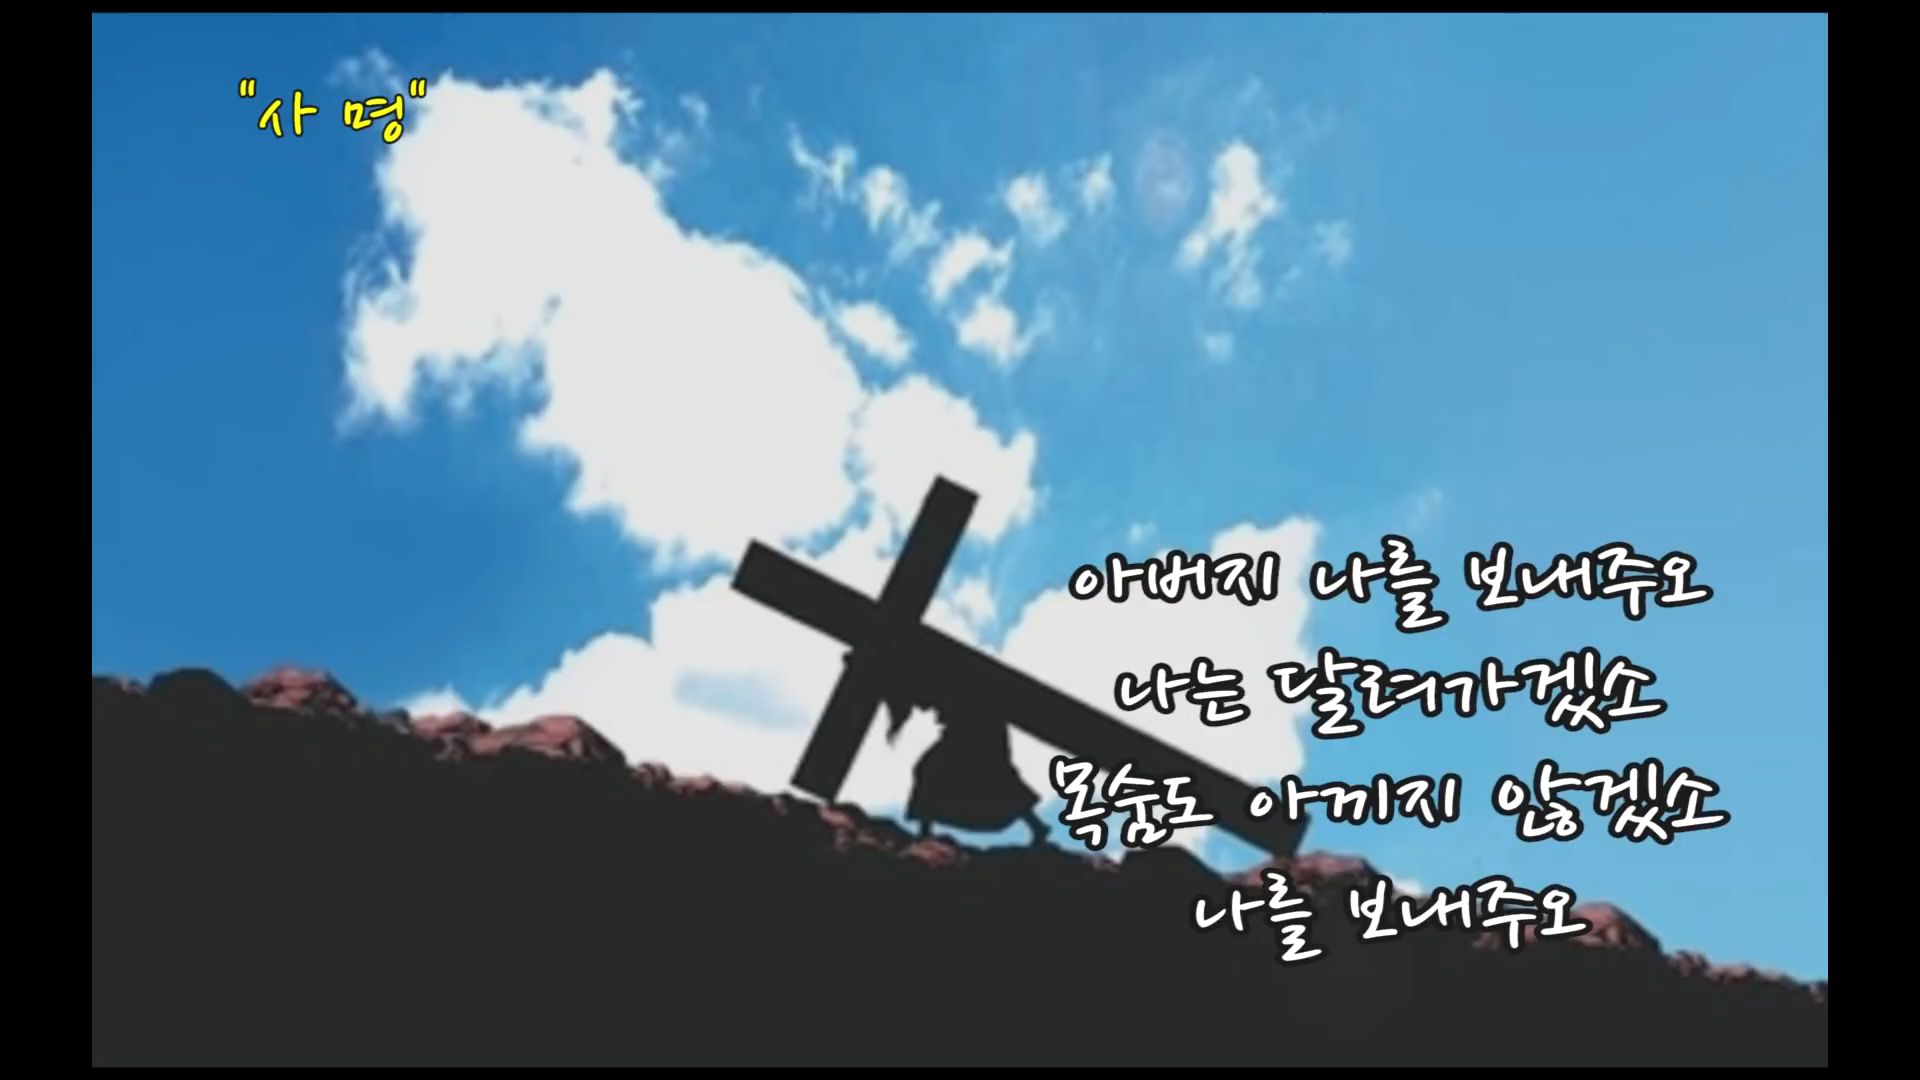 "사 명"
아버지 나를 보내주오
나는 달려가겠소
목숨도 아끼지 않겠소
나를 보내주오